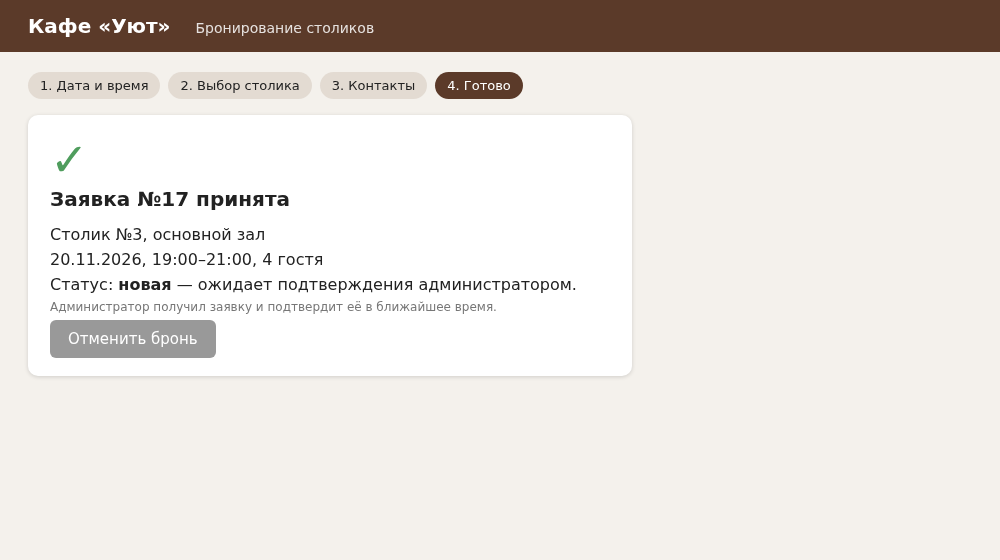 Кафе «Уют» Бронирование столиков
1. Дата и время 2. Выбор столика 3. Контакты 4. Готово
✓
Заявка №17 принята
Столик №3, основной зал
20.11.2026, 19:00–21:00, 4 гостя
Статус: новая — ожидает подтверждения администратором.
Администратор получил заявку и подтвердит её в ближайшее время.
Отменить бронь